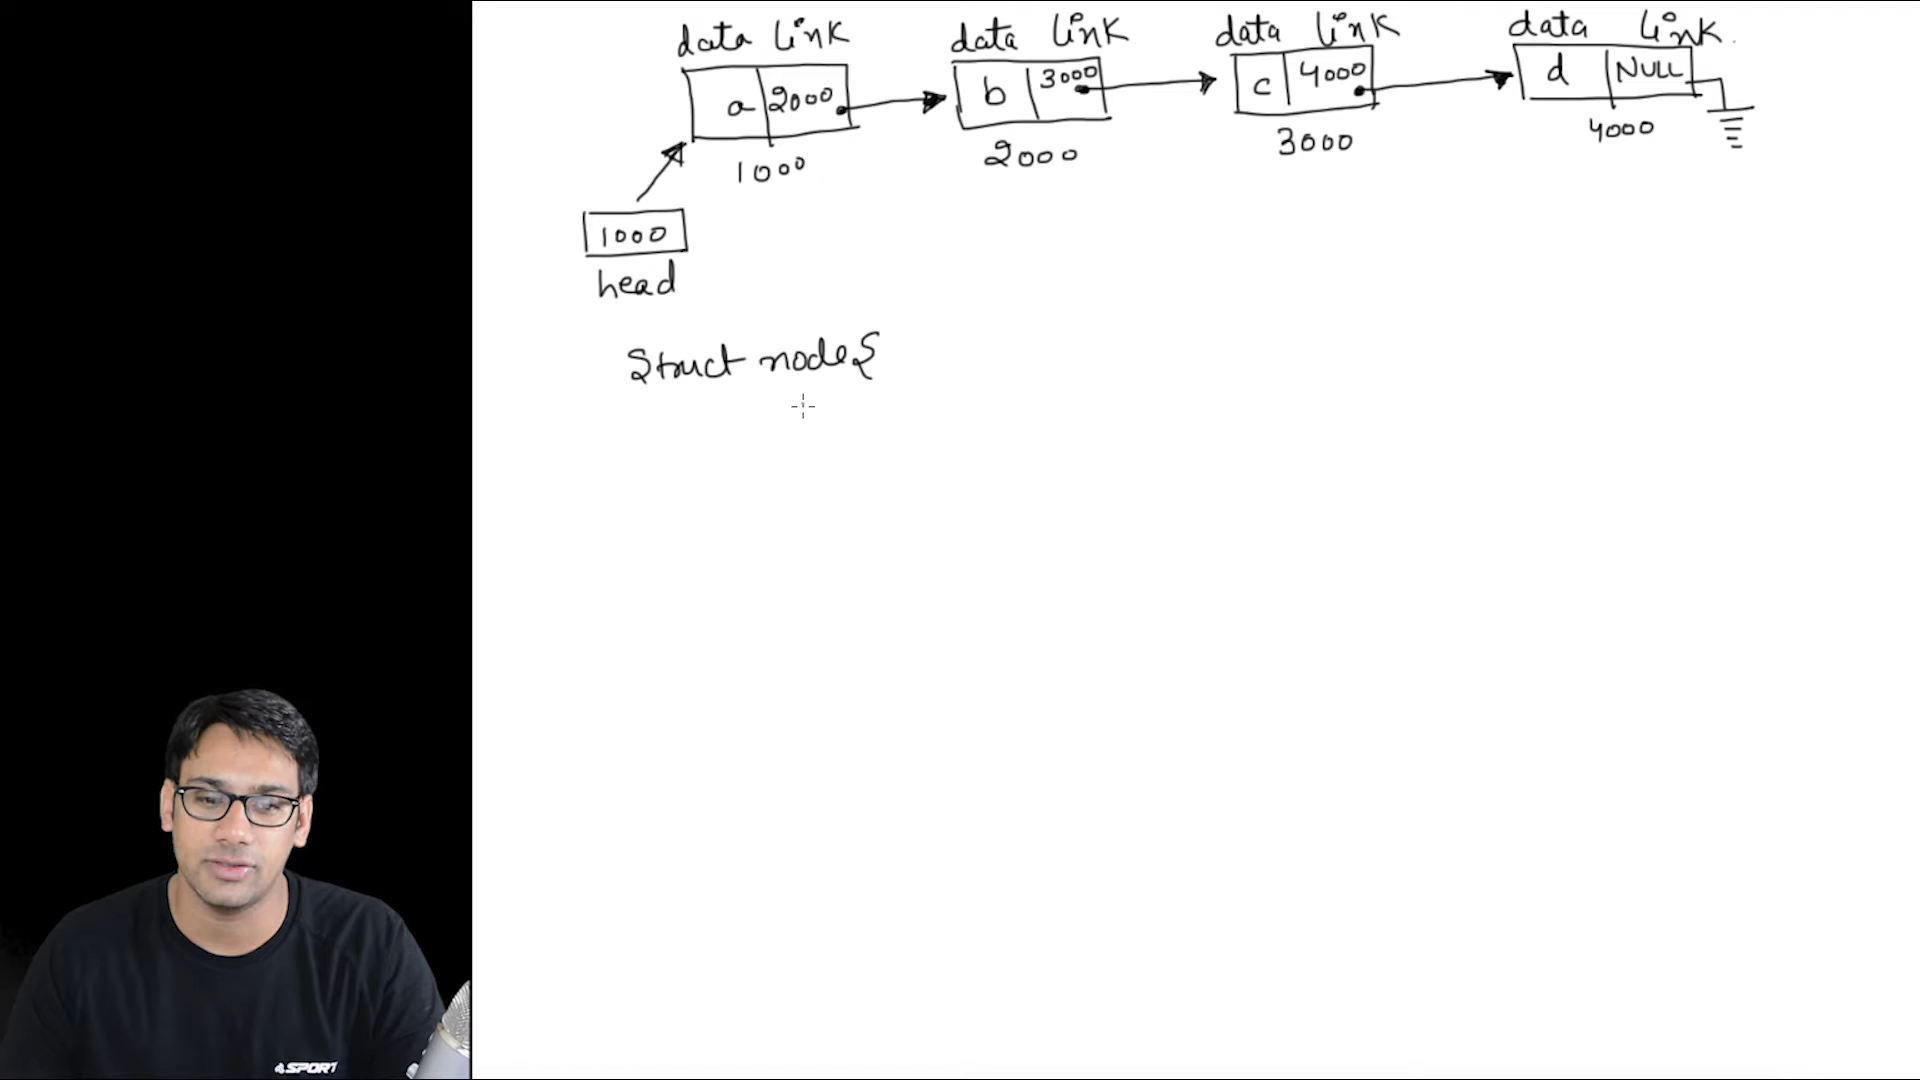 data link data link data link data link
a 2000 b 3000 c 4000 d NULL
1000 2000 3000 4000
1000
head
Struct node{
SPORT